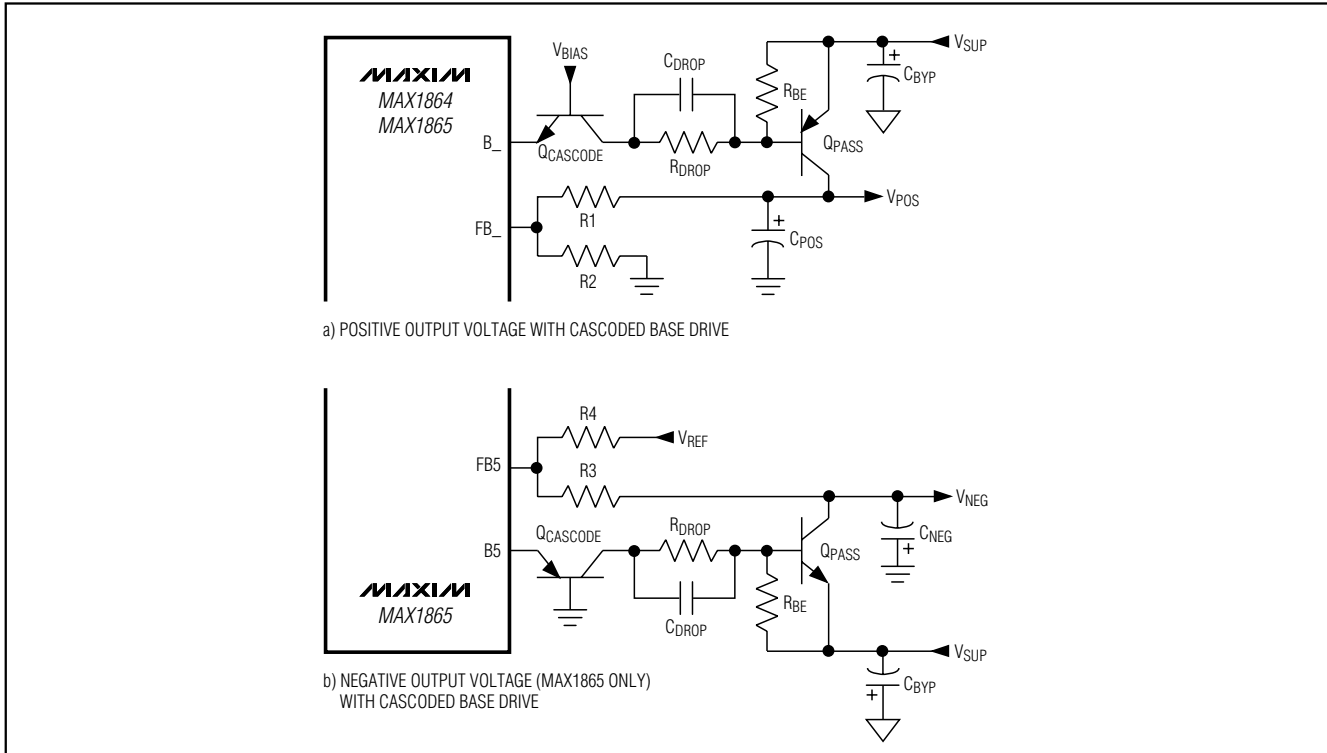 MAXIM
MAX1864
MAX1865
B_
FB_
VBIAS
QCASCODE
CDROP
RDROP
RBE
QPASS
VSUP
CBYP
+
VPOS
R1
R2
+
CPOS
a) POSITIVE OUTPUT VOLTAGE WITH CASCODED BASE DRIVE
FB5
B5
MAXIM
MAX1865
R4
VREF
R3
VNEG
QCASCODE
RDROP
CDROP
RBE
QPASS
CNEG
+
VSUP
CBYP
+
b) NEGATIVE OUTPUT VOLTAGE (MAX1865 ONLY)
WITH CASCODED BASE DRIVE